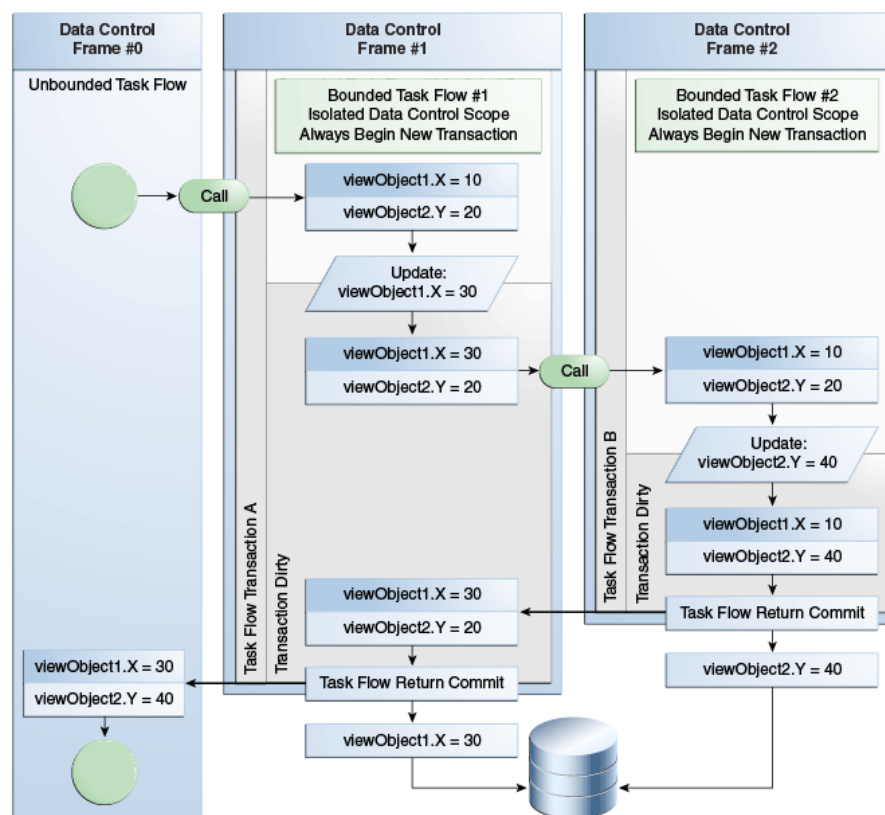 Data Control
Frame #0
Data Control
Frame #1
Data Control
Frame #2
Unbounded Task Flow
Bounded Task Flow #1
Isolated Data Control Scope
Always Begin New Transaction
Bounded Task Flow #2
Isolated Data Control Scope
Always Begin New Transaction
Call
viewObject1.X = 10
viewObject2.Y = 20
Update:
viewObject1.X = 30
viewObject1.X = 30
viewObject2.Y = 20
Call
viewObject1.X = 10
viewObject2.Y = 20
Update:
viewObject2.Y = 40
viewObject1.X = 10
viewObject2.Y = 40
Task Flow Transaction B
Transaction Dirty
Task Flow Return Commit
viewObject2.Y = 40
Task Flow Transaction A
Transaction Dirty
viewObject1.X = 30
viewObject2.Y = 20
Task Flow Return Commit
viewObject1.X = 30
viewObject1.X = 30
viewObject2.Y = 40